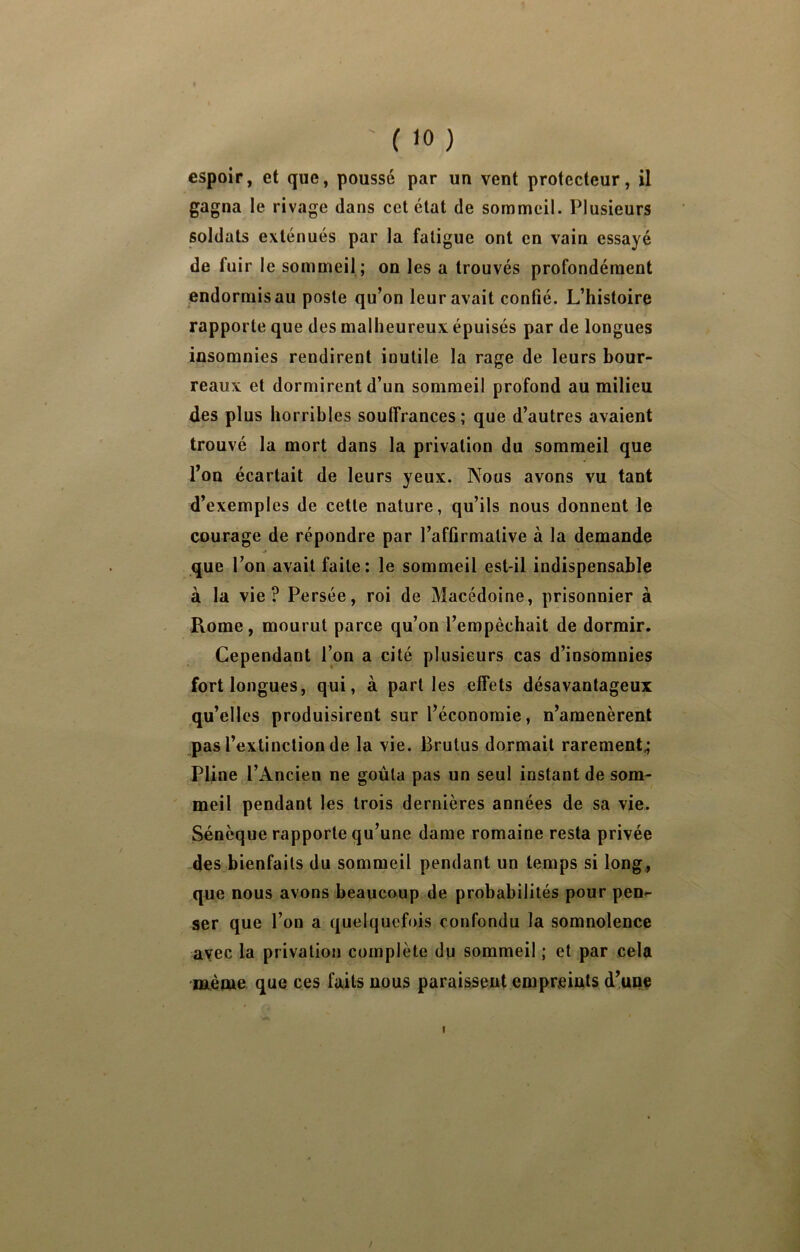 ( 10 )
espoir, et que, poussé par un vent protecteur, il
gagna le rivage dans cet état de sommeil. Plusieurs
soldats exténués par la fatigue ont en vain essayé
de fuir le sommeil; on les a trouvés profondément
endormis au poste qu'on leur avait confié. L'histoire
rapporte que des malheureux épuisés par de longues
insomnies rendirent inutile la rage de leurs bour-
reaux et dormirent d'un sommeil profond au milieu
des plus horribles souffrances; que d'autres avaient
trouvé la mort dans la privation du sommeil que
l'on écartait de leurs yeux. Nous avons vu tant
d'exemples de cette nature, qu'ils nous donnent le
courage de répondre par l'affirmative à la demande
que l'on avait faite: le sommeil est-il indispensable
à la vie? Persée, roi de Macédoine, prisonnier à
Rome, mourut parce qu'on l'empêchait de dormir.
Cependant l'on a cité plusieurs cas d'insomnies
fort longues, qui, à part les effets désavantageux
qu'elles produisirent sur l'économie, n'amenèrent
pas l'extinction de la vie. Brutus dormait rarement;
Pline l'Ancien ne goûta pas un seul instant de som-
meil pendant les trois dernières années de sa vie.
Sénèque rapporte qu'une dame romaine resta privée
des bienfaits du sommeil pendant un temps si long,
que nous avons beaucoup de probabilités pour pen-
ser que l'on a quelquefois confondu la somnolence
avec la privation complète du sommeil; et par cela
même que ces faits nous paraissent empreints d'une